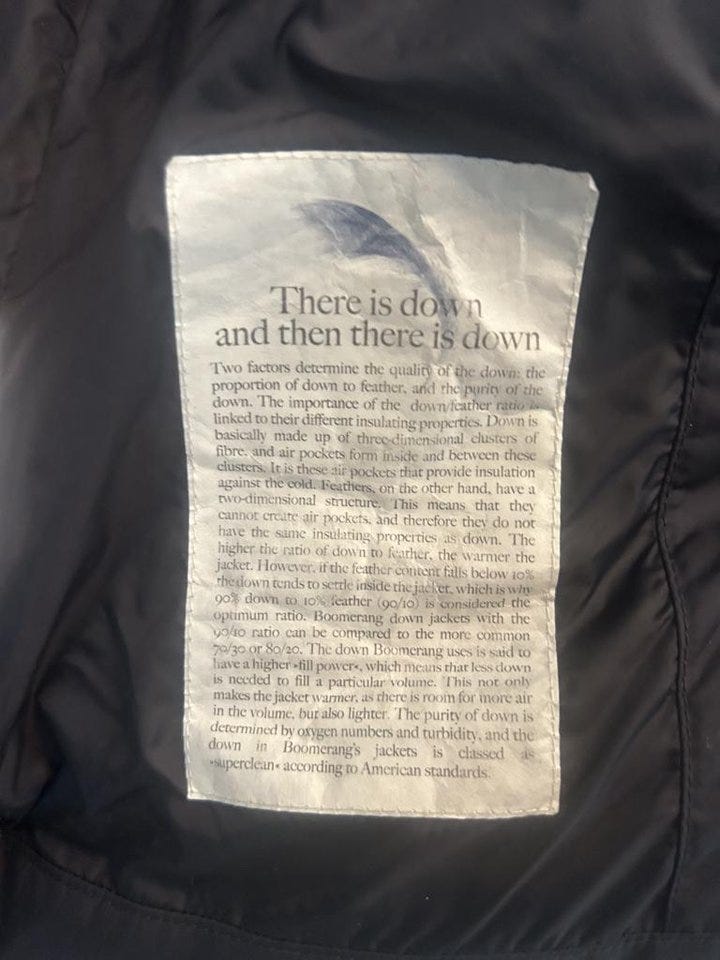 There is down
and then there is down
Two factors determine the quality of the down: the
proportion of down to feather, and the purity of the
down. The importance of the down/feather ratio is
linked to their different insulating properties. Down is
basically made up of three-dimensional clusters of
fibre, and air pockets form inside and between these
clusters. It is these air pockets that provide insulation
against the cold. Feathers, on the other hand, have a
two-dimensional structure. This means that they
cannot create air pockets, and therefore they do not
have the same insulating properties as down. The
higher the ratio of down to feather, the warmer the
jacket. However, if the feather content falls below 10%
the down tends to settle inside the jacket, which is why
90% down to 10% feather (90/10) is considered the
optimum ratio. Boomerang down jackets with the
90/10 ratio can be compared to the more common
70/30 or 80/20. The down Boomerang uses is said to
have a higher »fill power«, which means that less down
is needed to fill a particular volume. This not only
makes the jacket warmer, as there is room for more air
in the volume, but also lighter. The purity of down is
determined by oxygen numbers and turbidity, and the
down in Boomerang's jackets is classed as
»superclean« according to American standards.